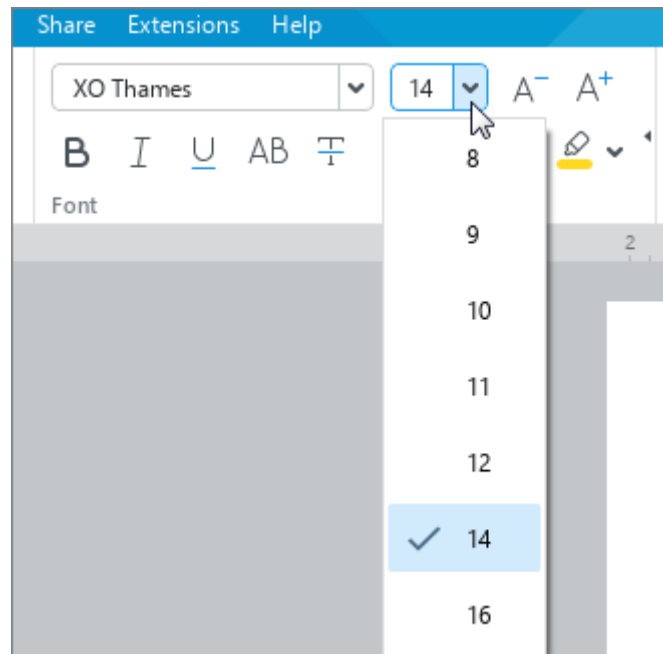 Share Extensions Help
XO Thames 14 A− A+
B I U AB T
8
Font
9
2
10
11
12
14
16